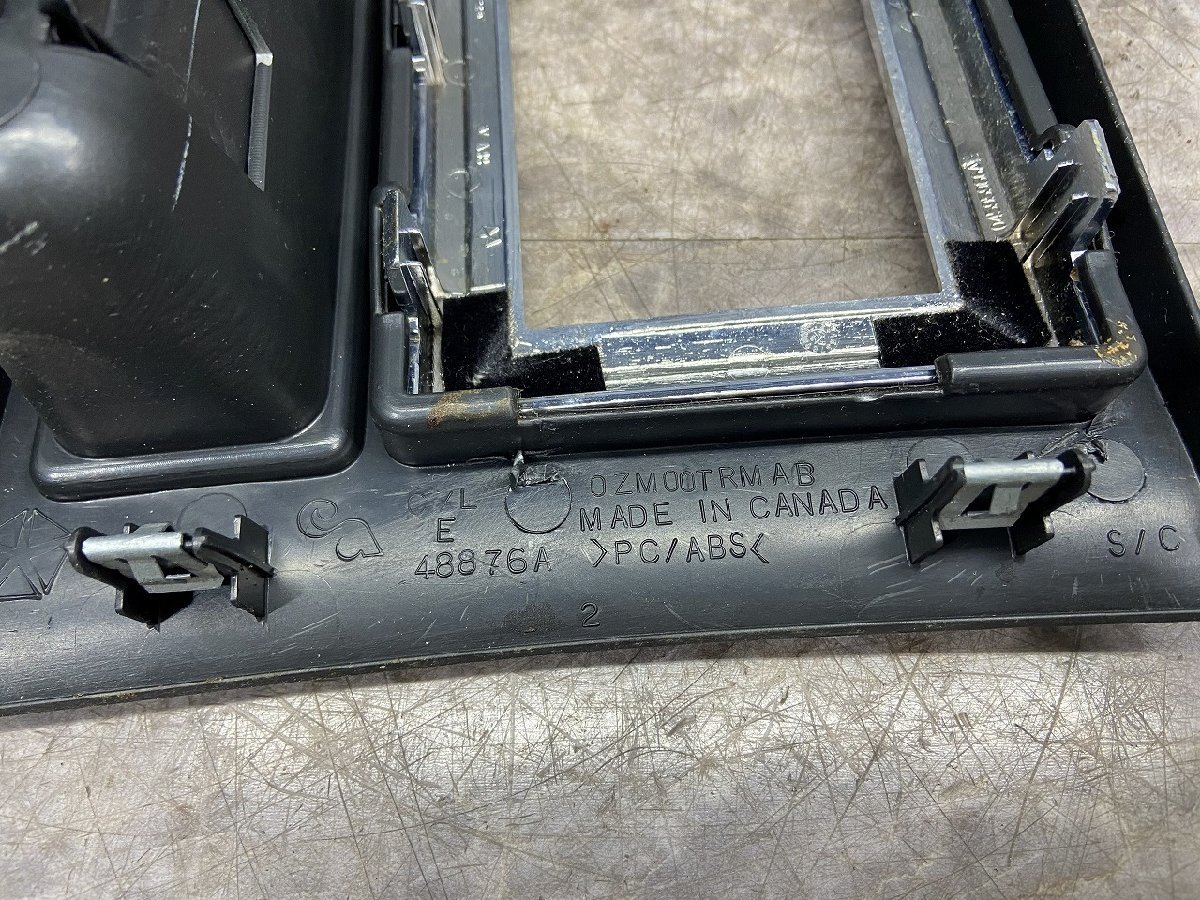 0ZM00TRMAB
MADE IN CANADA
C/L
E
48876A >PC/ABS<
S/C
2